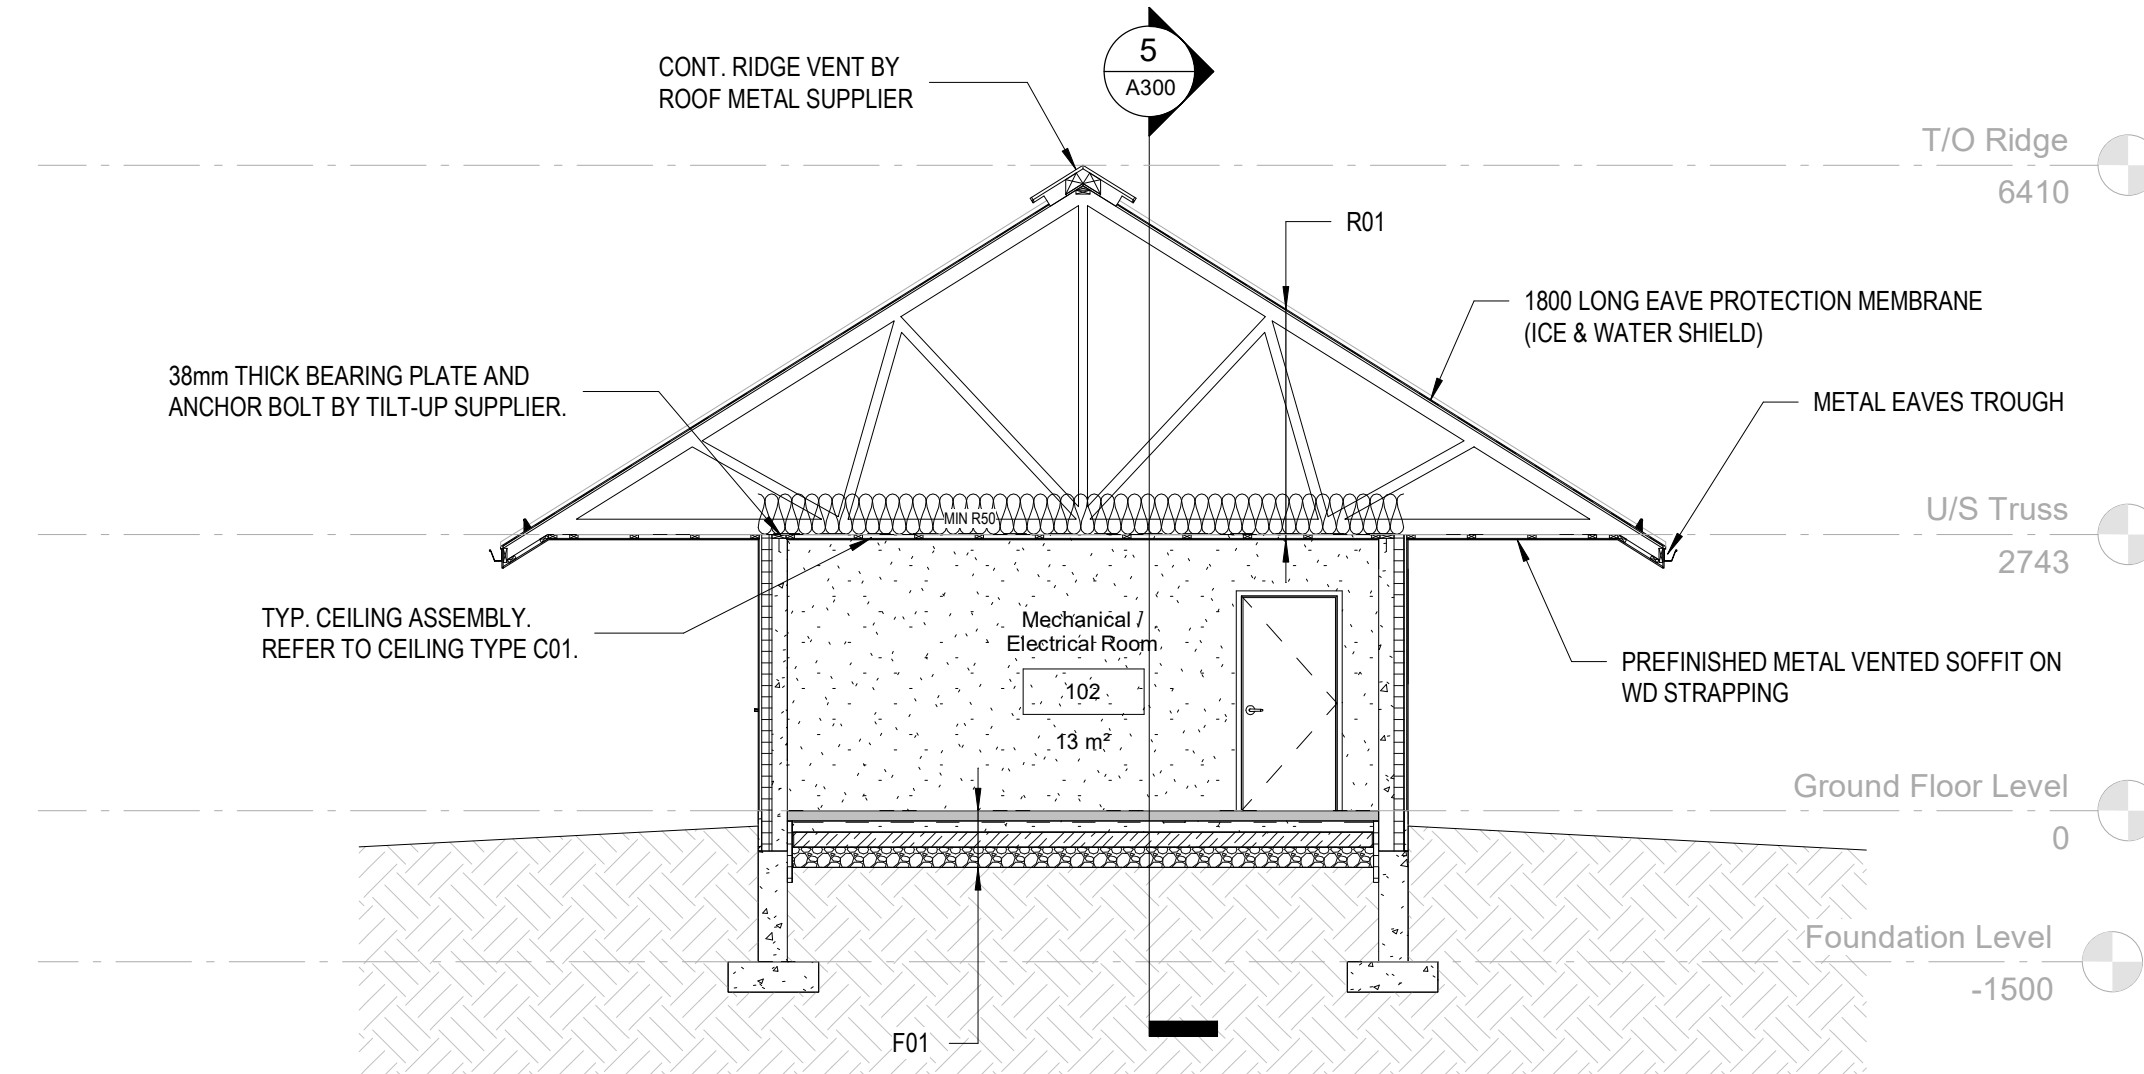 5
A300
CONT. RIDGE VENT BY
ROOF METAL SUPPLIER
T/O Ridge
6410
R01
1800 LONG EAVE PROTECTION MEMBRANE
(ICE & WATER SHIELD)
38mm THICK BEARING PLATE AND
ANCHOR BOLT BY TILT-UP SUPPLIER.
METAL EAVES TROUGH
MIN R50
U/S Truss
2743
TYP. CEILING ASSEMBLY.
REFER TO CEILING TYPE C01.
Mechanical /
Electrical Room
102
13 m²
PREFINISHED METAL VENTED SOFFIT ON
WD STRAPPING
Ground Floor Level
0
Foundation Level
-1500
F01